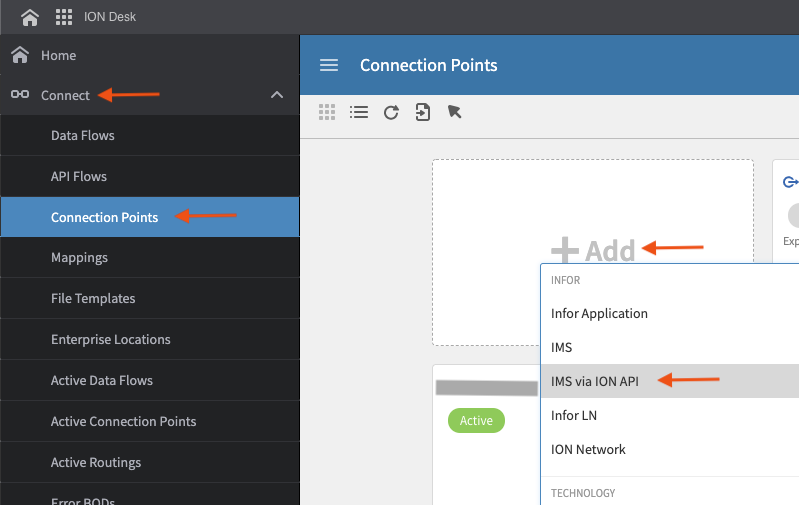 ION Desk
Home
Connect
Data Flows
API Flows
Connection Points
Mappings
File Templates
Enterprise Locations
Active Data Flows
Active Connection Points
Active Routings
Error BODs
Connection Points
Add
Exp
INFOR
Infor Application
IMS
IMS via ION API
Infor LN
ION Network
TECHNOLOGY
Active